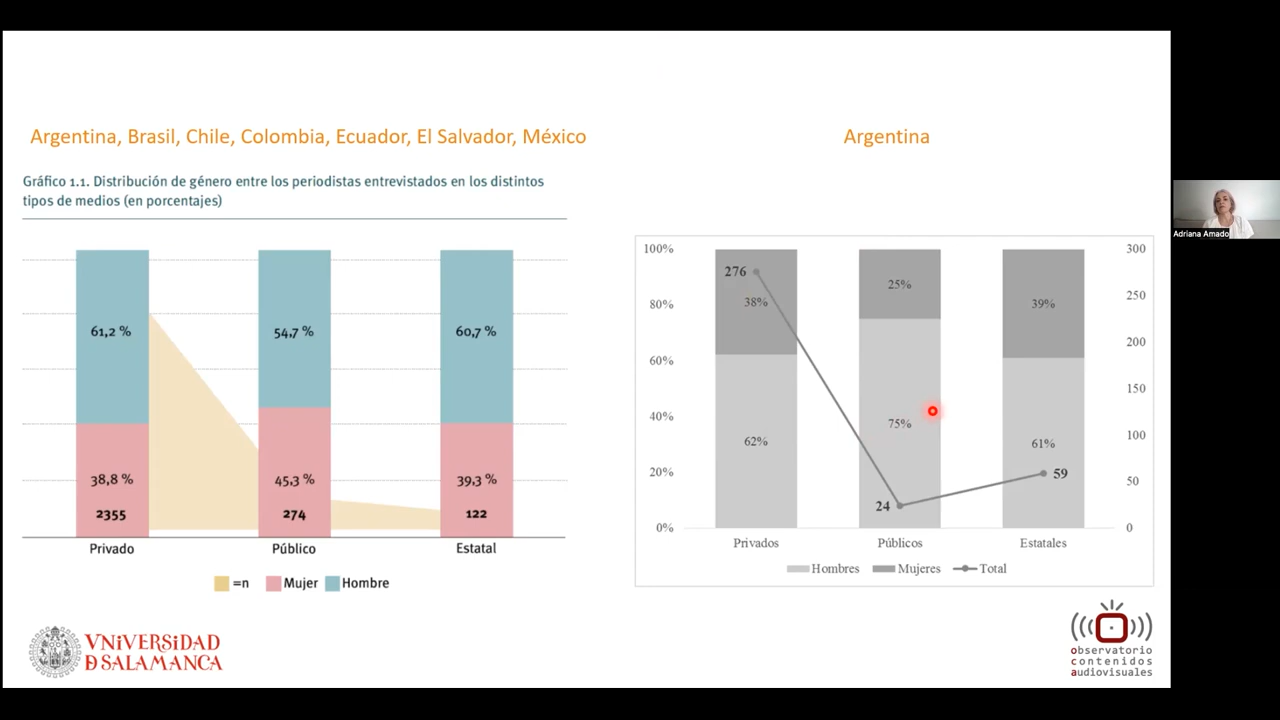 Argentina, Brasil, Chile, Colombia, Ecuador, El Salvador, México
Gráfico 1.1. Distribución de género entre los periodistas entrevistados en los distintos
tipos de medios (en porcentajes)
61,2 %
54,7 %
60,7 %
38,8 %
45,3 %
39,3 %
2355
274
122
Privado
Público
Estatal
=n
Mujer
Hombre
VNiVERSiDAD
D SALAMANCA
Argentina
100%
80%
60%
40%
20%
0%
276
38%
25%
39%
62%
75%
61%
24
59
300
250
200
150
100
50
0
Privados
Públicos
Estatales
Hombres
Mujeres
Total
observatorio
contenidos
audiovisuales
Adriana Amado